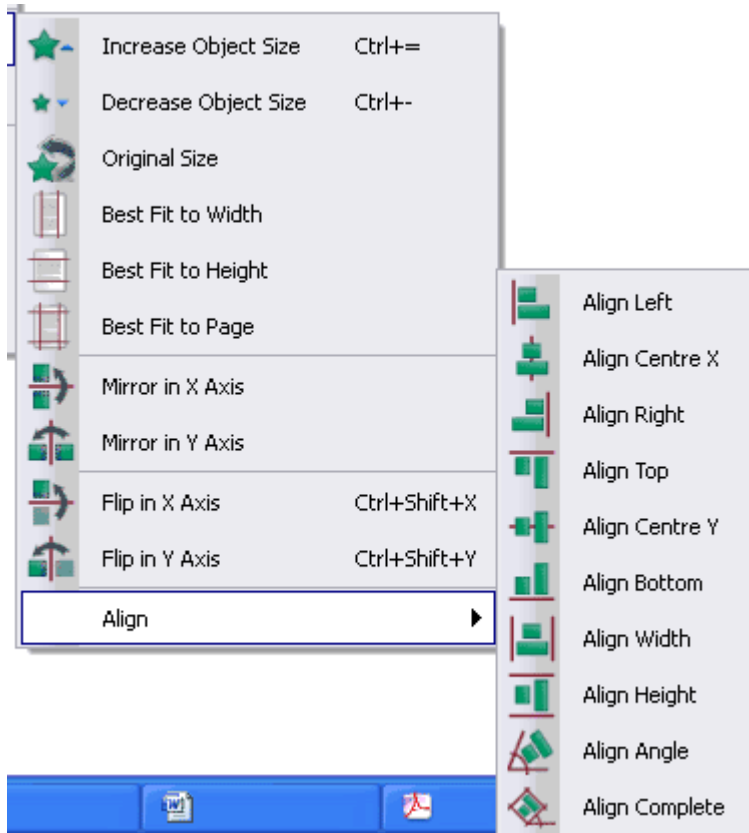 Increase Object Size Ctrl+=
Decrease Object Size Ctrl+-
Original Size
Best Fit to Width
Best Fit to Height
Best Fit to Page
Mirror in X Axis
Mirror in Y Axis
Flip in X Axis Ctrl+Shift+X
Flip in Y Axis Ctrl+Shift+Y
Align
Align Left
Align Centre X
Align Right
Align Top
Align Centre Y
Align Bottom
Align Width
Align Height
Align Angle
Align Complete